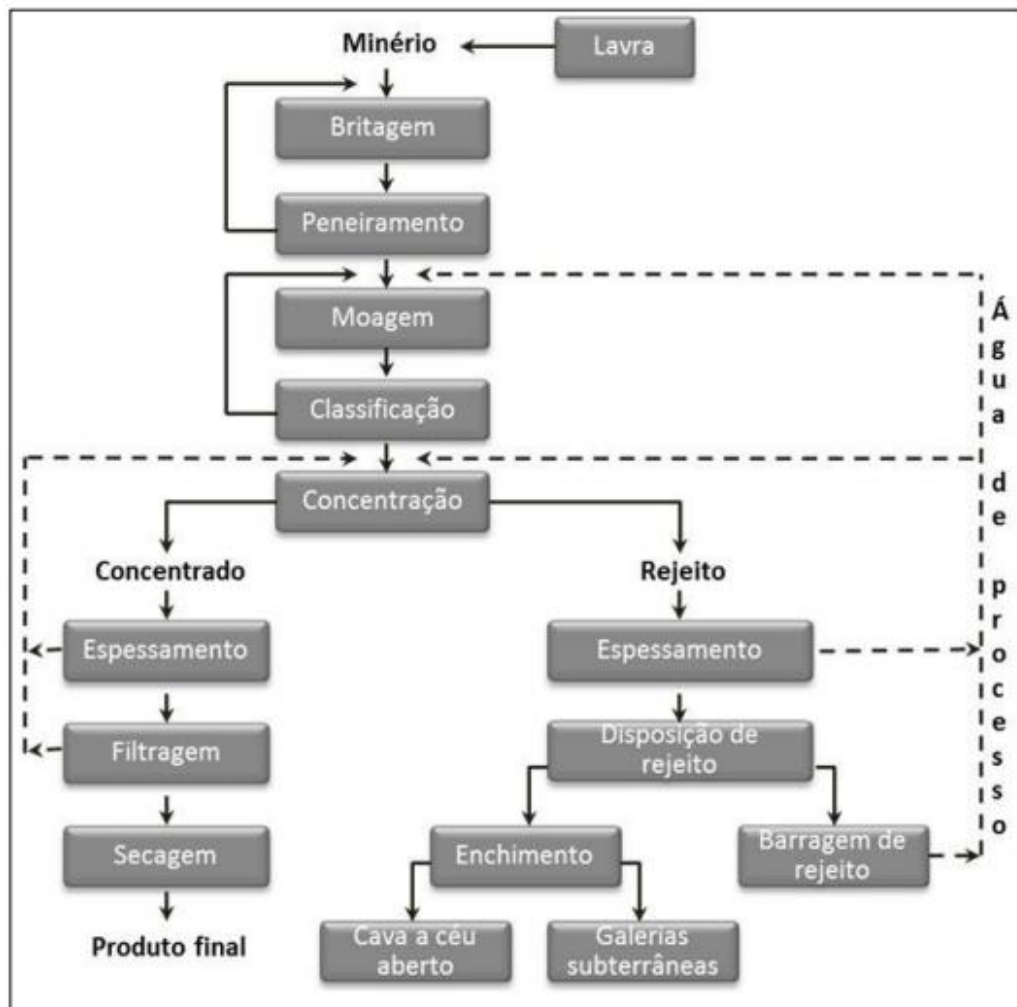 Minério
Lavra
Britagem
Peneiramento
Moagem
Classificação
Concentração
Concentrado
Rejeito
Espessamento
Espessamento
Filtragem
Disposição de
rejeito
Secagem
Enchimento
Barragem de
rejeito
Produto final
Cava a céu
aberto
Galerias
subterrâneas
Água de processo